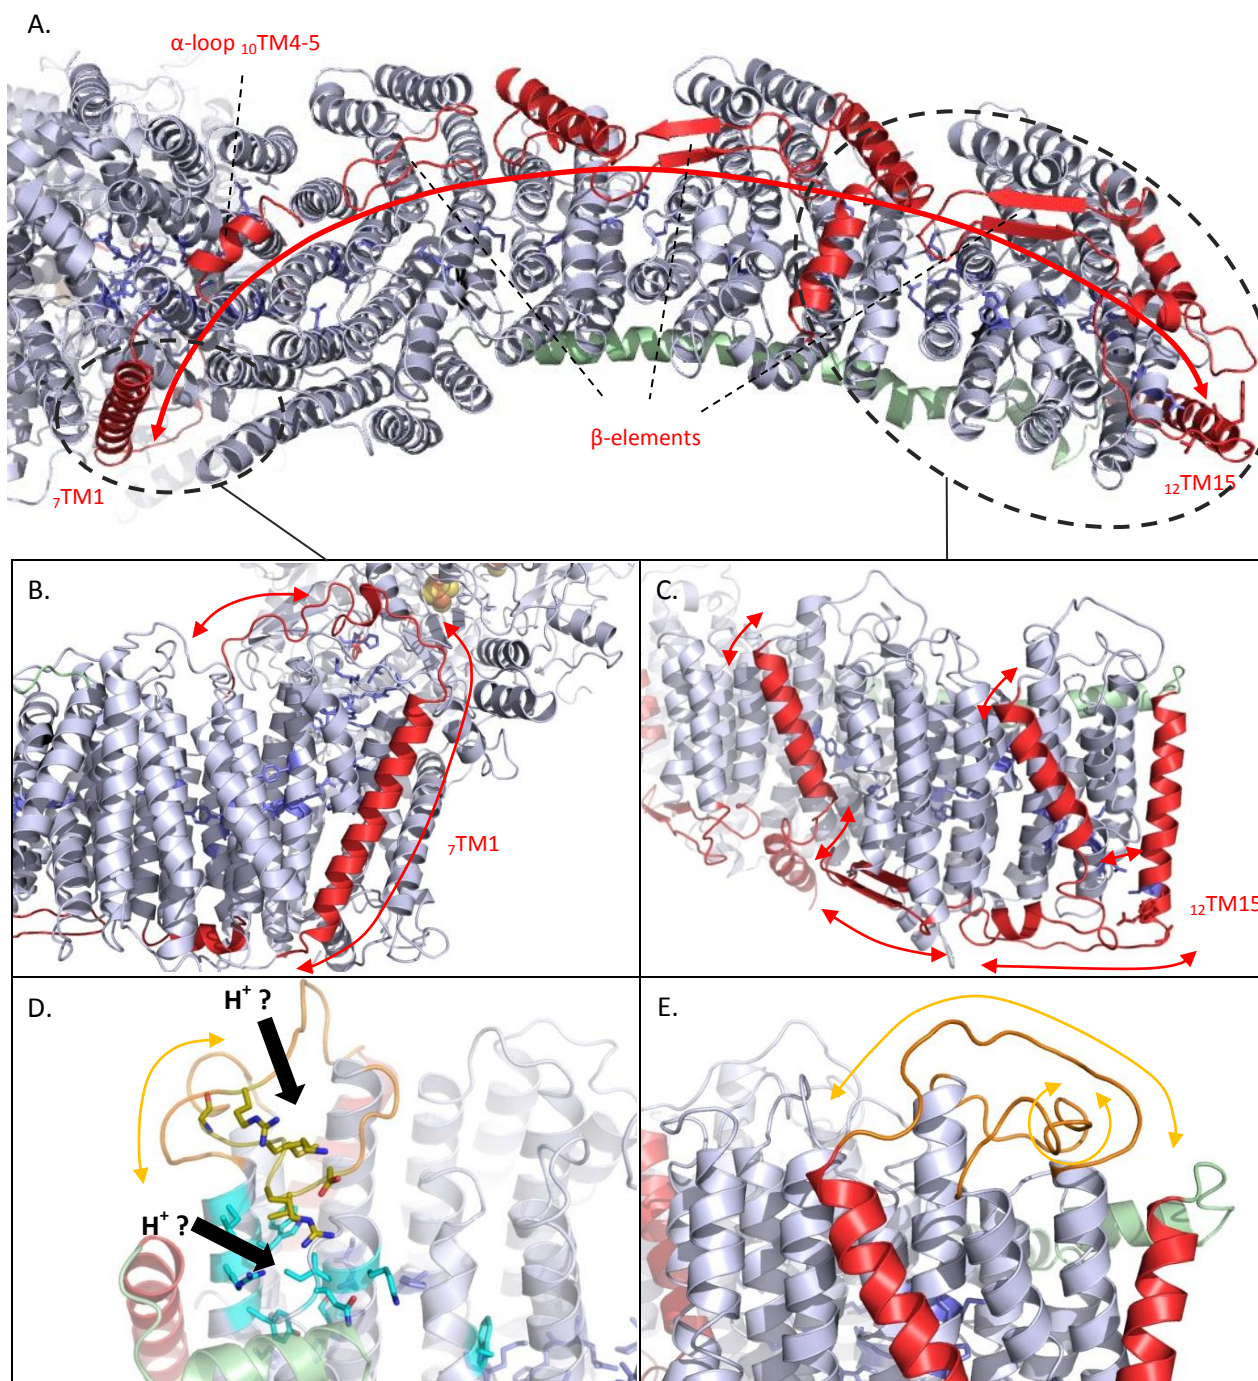 A.
α-loop ₁₀TM4-5
β-elements
₇TM1
₁₂TM15
B.
₇TM1
C.
₁₂TM15
D.
H⁺ ?
H⁺ ?
E.